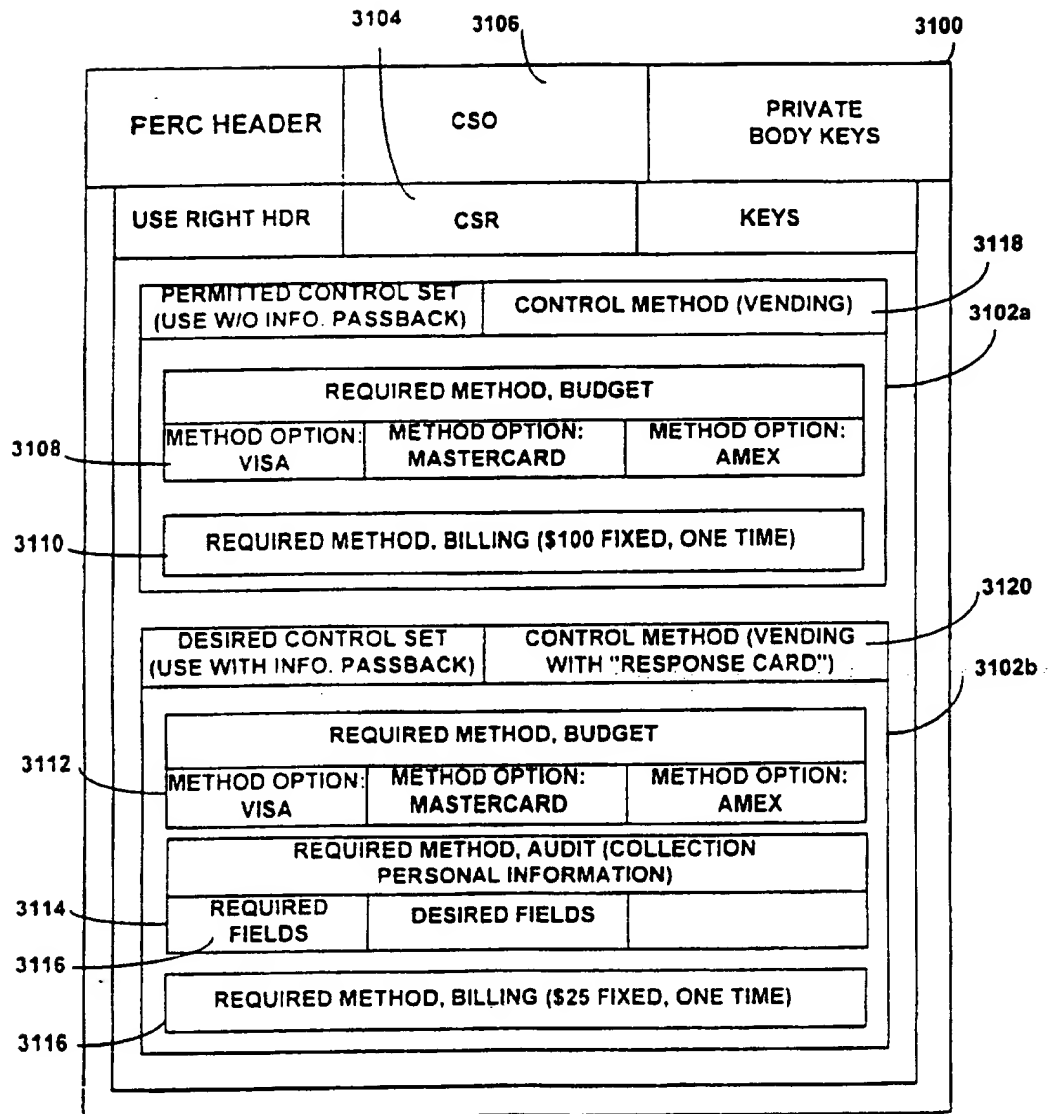 3104
3106
3100
PERC HEADER
CSO
PRIVATE
BODY KEYS
USE RIGHT HDR
CSR
KEYS
3118
PERMITTED CONTROL SET
(USE W/O INFO. PASSBACK)
CONTROL METHOD (VENDING)
3102a
REQUIRED METHOD, BUDGET
3108
METHOD OPTION:
VISA
METHOD OPTION:
MASTERCARD
METHOD OPTION:
AMEX
3110
REQUIRED METHOD, BILLING ($100 FIXED, ONE TIME)
3120
DESIRED CONTROL SET
(USE WITH INFO. PASSBACK)
CONTROL METHOD (VENDING
WITH "RESPONSE CARD")
3102b
REQUIRED METHOD, BUDGET
3112
METHOD OPTION:
VISA
METHOD OPTION:
MASTERCARD
METHOD OPTION:
AMEX
REQUIRED METHOD, AUDIT (COLLECTION
PERSONAL INFORMATION)
3114
REQUIRED
FIELDS
DESIRED FIELDS
3116
REQUIRED METHOD, BILLING ($25 FIXED, ONE TIME)
3116